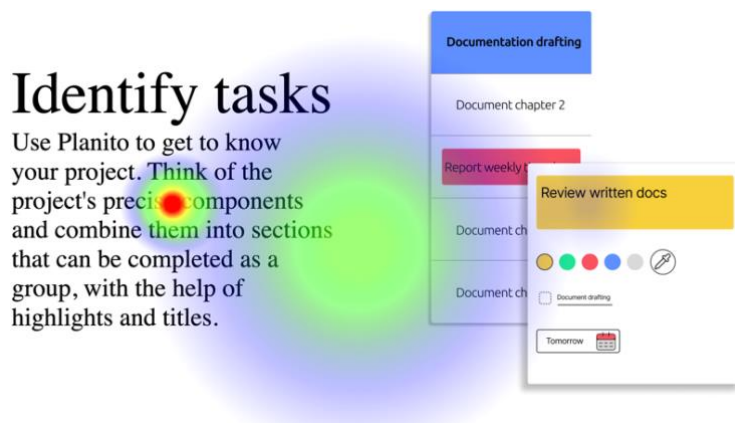 Identify tasks
Use Planito to get to know
your project. Think of the
project's precise components
and combine them into sections
that can be completed as a
group, with the help of
highlights and titles.
Documentation drafting
Document chapter 2
Report weekly
Document
Document
Review written docs
Document drafting
Tomorrow